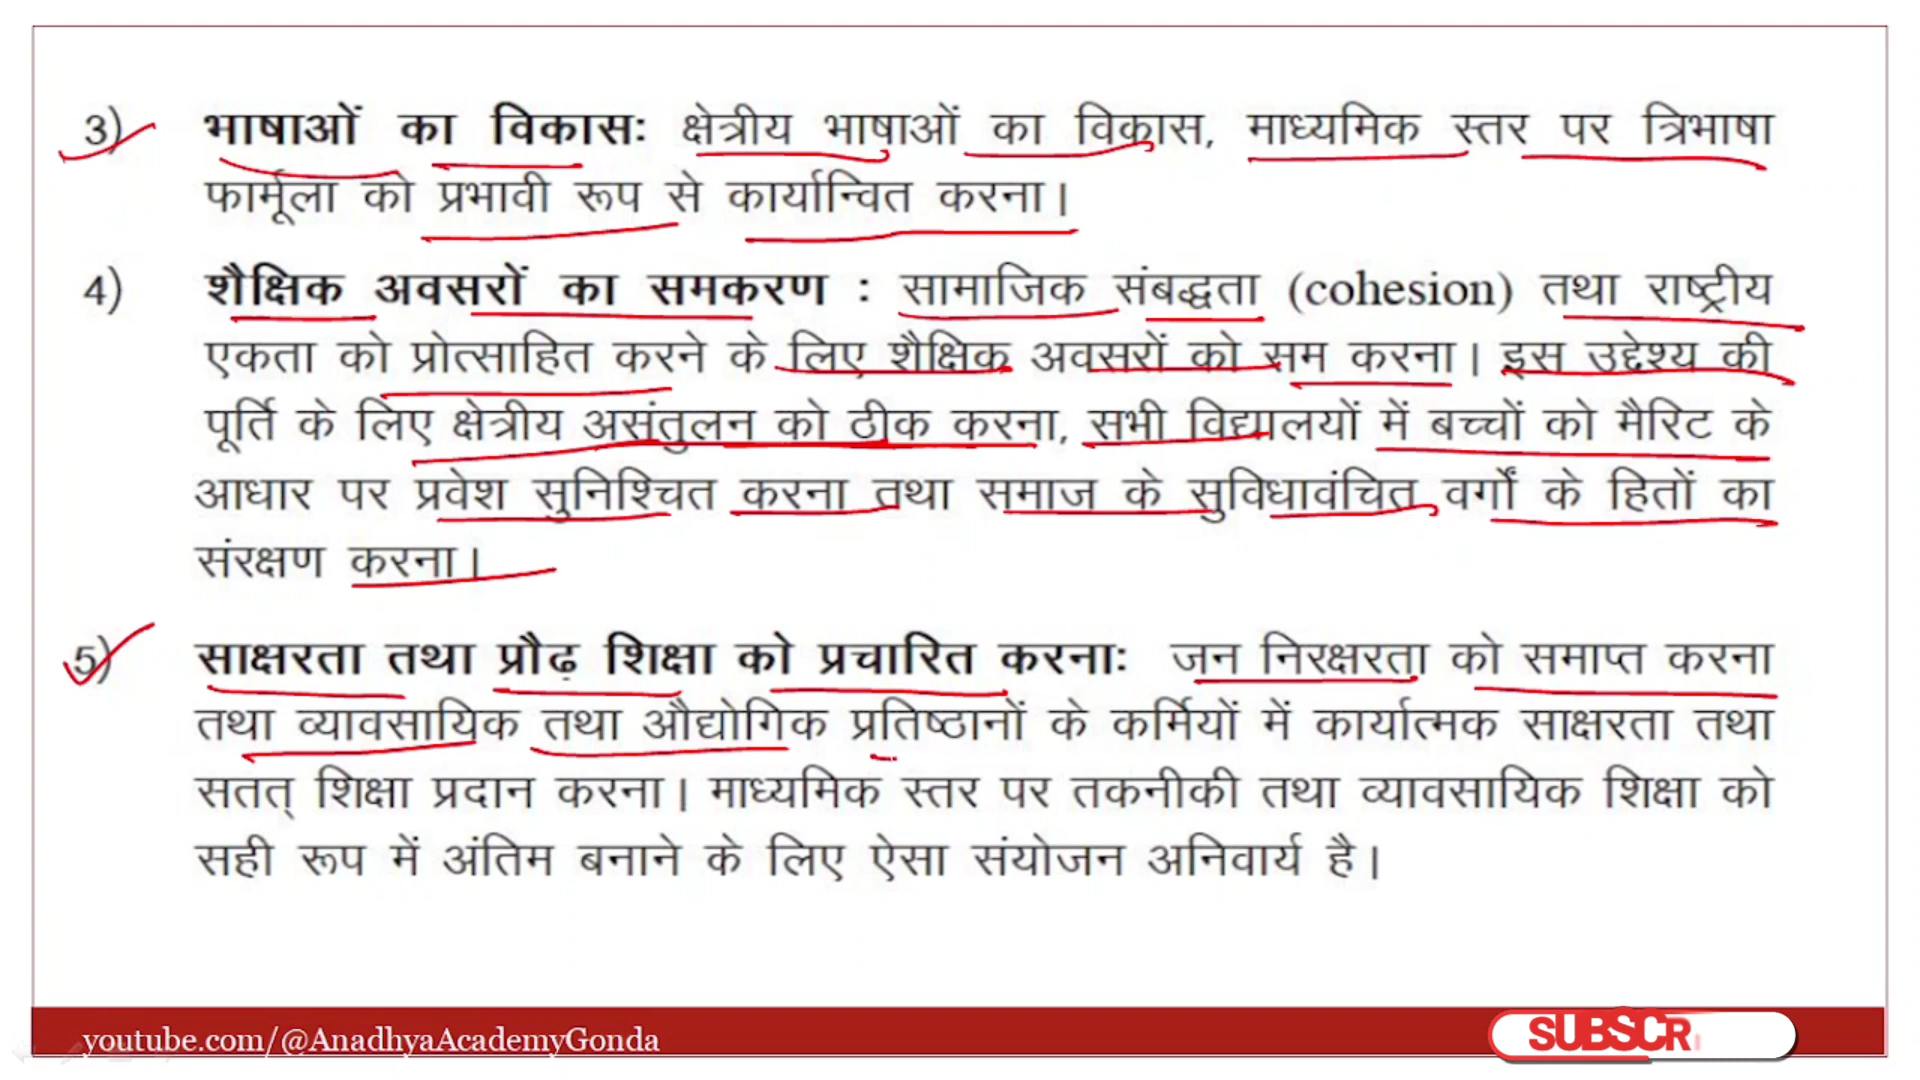 3) भाषाओं का विकासः क्षेत्रीय भाषाओं का विकास, माध्यमिक स्तर पर त्रिभाषा
फार्मूला को प्रभावी रूप से कार्यान्वित करना।
4) शैक्षिक अवसरों का समकरण : सामाजिक संबद्धता (cohesion) तथा राष्ट्रीय
एकता को प्रोत्साहित करने के लिए शैक्षिक अवसरों को सम करना। इस उद्देश्य की
पूर्ति के लिए क्षेत्रीय असंतुलन को ठीक करना, सभी विद्यालयों में बच्चों को मैरिट के
आधार पर प्रवेश सुनिश्चित करना तथा समाज के सुविधावंचित वर्गों के हितों का
संरक्षण करना।
5) साक्षरता तथा प्रौढ़ शिक्षा को प्रचारित करनाः जन निरक्षरता को समाप्त करना
तथा व्यावसायिक तथा औद्योगिक प्रतिष्ठानों के कर्मियों में कार्यात्मक साक्षरता तथा
सतत् शिक्षा प्रदान करना। माध्यमिक स्तर पर तकनीकी तथा व्यावसायिक शिक्षा को
सही रूप में अंतिम बनाने के लिए ऐसा संयोजन अनिवार्य है।
youtube.com/@AnadhyaAcademyGonda
SUBSCR